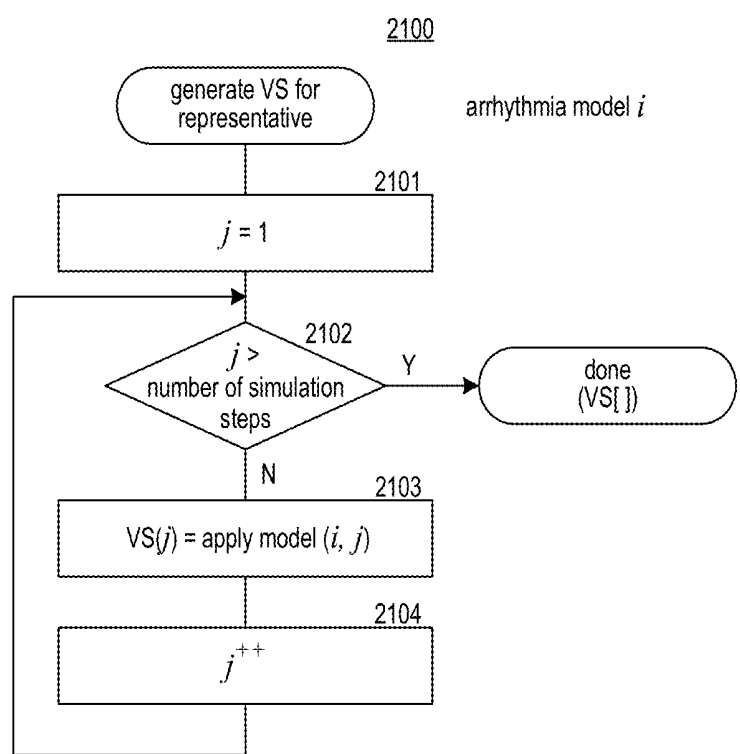 2100
generate VS for
representative
arrhythmia model i
2101
j = 1
2102
j >
number of simulation
steps
Y
done
(VS[ ])
N
2103
VS(j) = apply model (i, j)
2104
j++